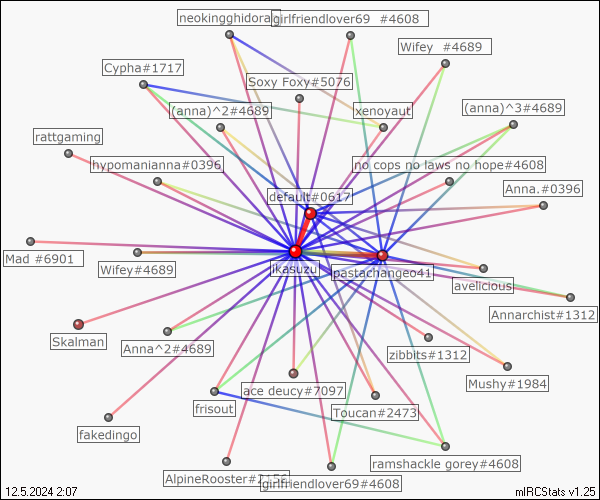 neokingghidorag
girlfriendlover69 #4608
Wifey #4689
Cypha#1717
Soxy Foxy#5076
(anna)^2#4689
xenoyaut
(anna)^3#4689
rattgaming
hypomanianna#0396
no cops no laws no hope#4608
default#0617
Anna.#0396
Mad #6901
Wifey#4689
ikasuzu
pastachangeo41
avelicious
Annarchist#1312
Skalman
Anna^2#4689
zibbits#1312
ace deucy#7097
Mushy#1984
frisout
Toucan#2473
fakedingo
ramshackle gorey#4608
AlpineRooster#7156
girlfriendlover69#4608
12.5.2024 2:07
mIRCStats v1.25